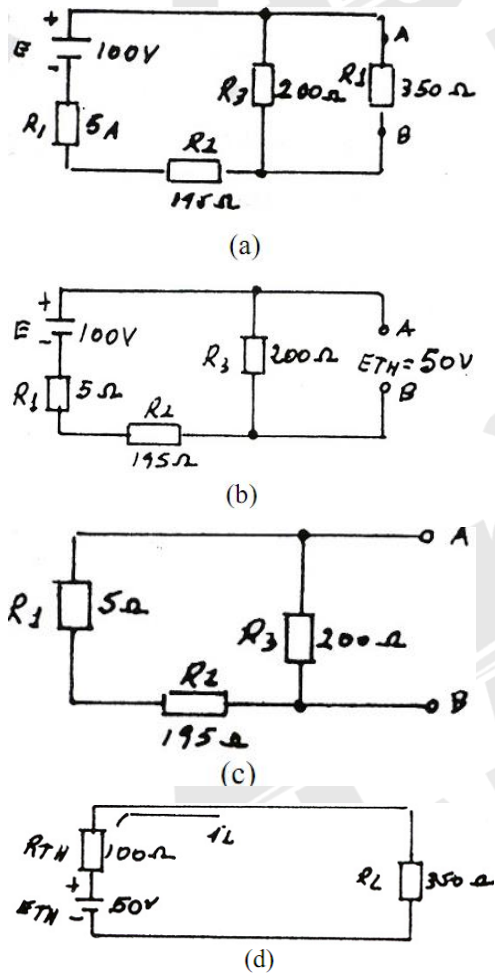 +
E 100V
-
R1 5A
R2
195Ω
R3 200Ω
A
R1 350Ω
B
(a)
+
E 100V
-
R1 5Ω
R2
195Ω
R3 200Ω
A
ETH=50V
B
(b)
R1 5Ω
R2
195Ω
R3 200Ω
A
B
(c)
RTH 100Ω
iL
+
ETH 50V
-
RL 350Ω
(d)